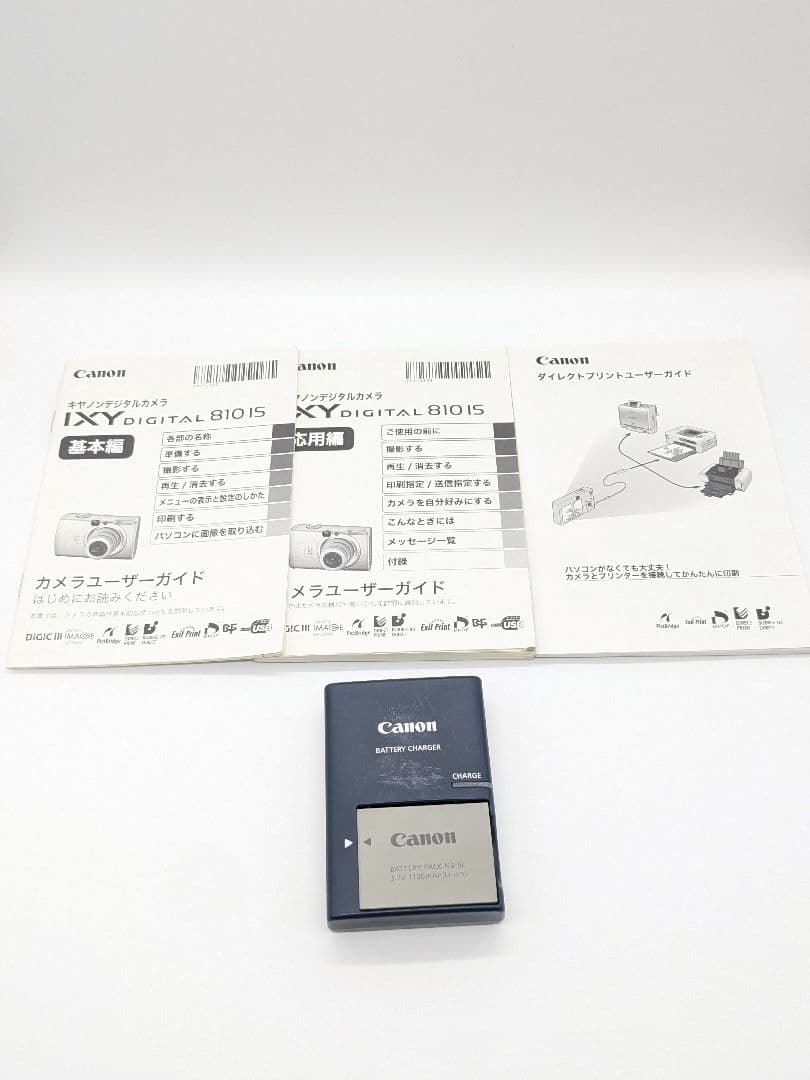 Canon
キヤノンデジタルカメラ
IXY DIGITAL 810 IS
基本編
各部の名称
準備する
撮影する
再生 / 消去する
メニューの表示と設定のしかた
印刷する
パソコンに画像を取り込む
カメラユーザーガイド
はじめにお読みください
DIGIC III
PictBridge
Exif Print
anon
ヤノンデジタルカメラ
XY DIGITAL 810 IS
応用編
ご使用の前に
撮影する
再生 / 消去する
印刷指定 / 送信指定する
カメラを自分好みにする
こんなときには
メッセージ一覧
付録
メラユーザーガイド
PictBridge
Exif Print
USB
Canon
ダイレクトプリントユーザーガイド
パソコンがなくても大丈夫！
カメラとプリンターを接続してかんたんに印刷
PictBridge
Exif Print
Canon
BATTERY CHARGER
CHARGE
Canon
BATTERY PACK NB-5L
3.7V 1120mAh(Li-ion)